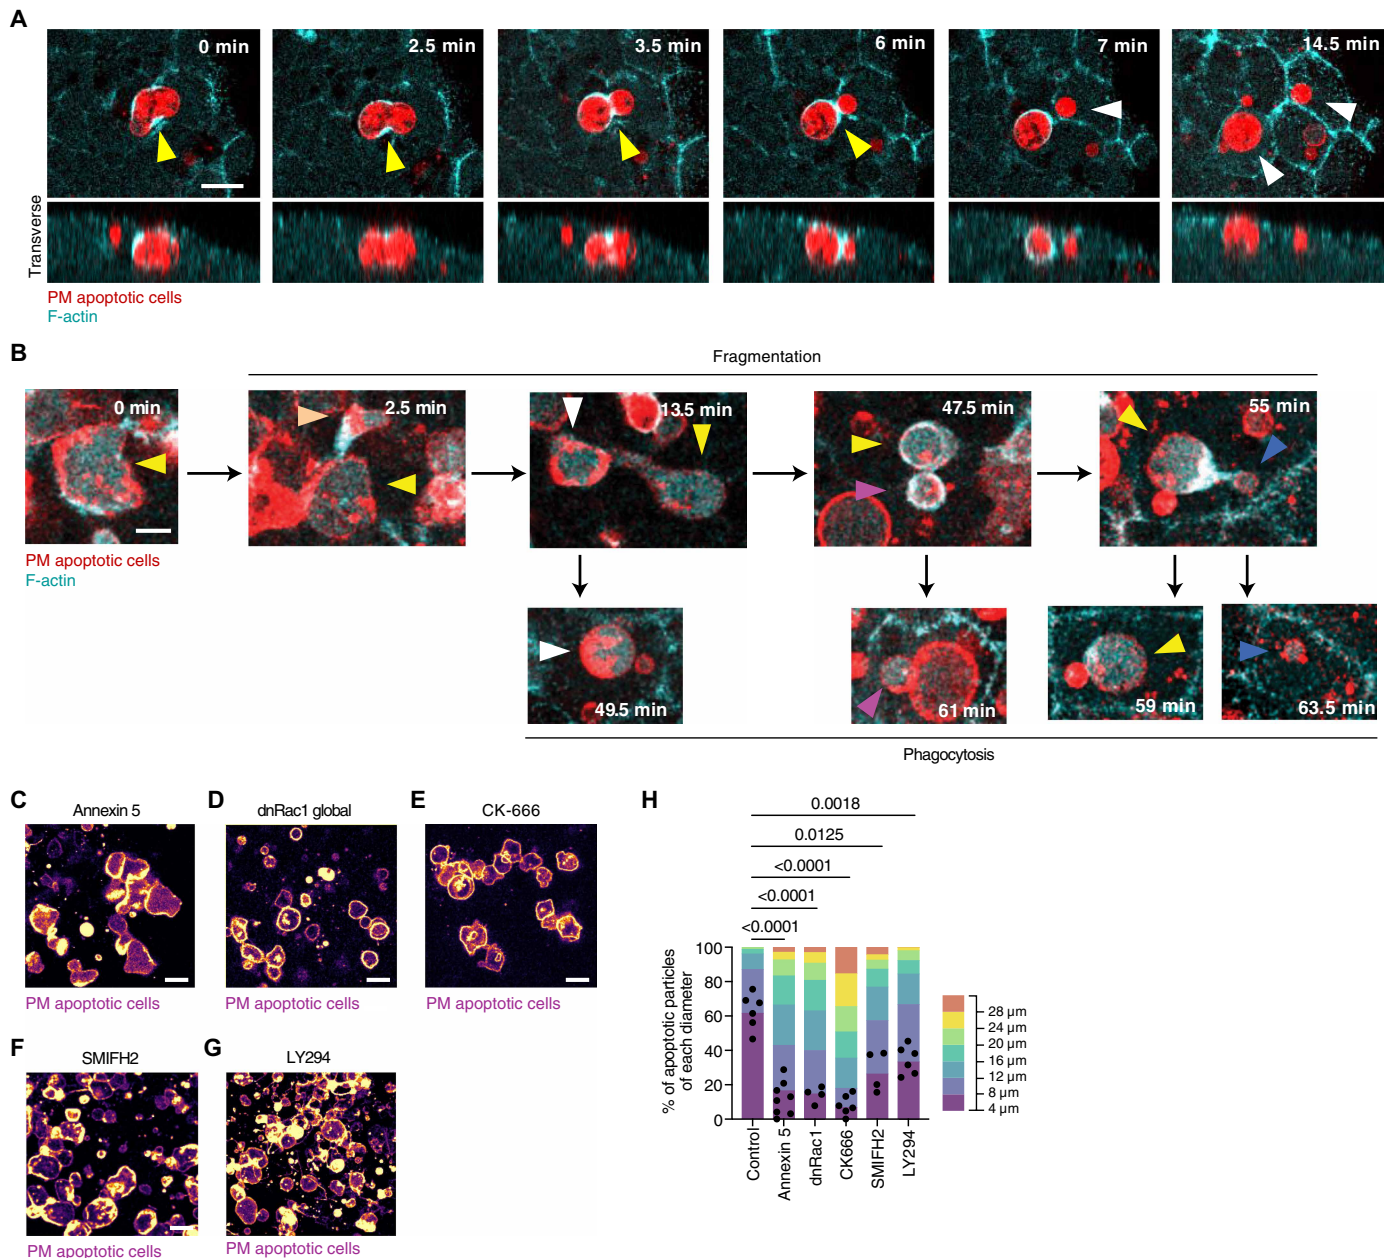 A
0 min
2.5 min
3.5 min
6 min
7 min
14.5 min
Transverse
PM apoptotic cells
F-actin
B
Fragmentation
0 min
2.5 min
13.5 min
47.5 min
55 min
PM apoptotic cells
F-actin
49.5 min
61 min
59 min
63.5 min
Phagocytosis
C
Annexin 5
D
dnRac1 global
E
CK-666
PM apoptotic cells
PM apoptotic cells
PM apoptotic cells
F
SMIFH2
G
LY294
PM apoptotic cells
PM apoptotic cells
H
0.0018
0.0125
<0.0001
<0.0001
<0.0001
% of apoptotic particles
of each diameter
100
80
60
40
20
0
Control
Annexin 5
dnRac1
CK666
SMIFH2
LY294
28 µm
24 µm
20 µm
16 µm
12 µm
8 µm
4 µm